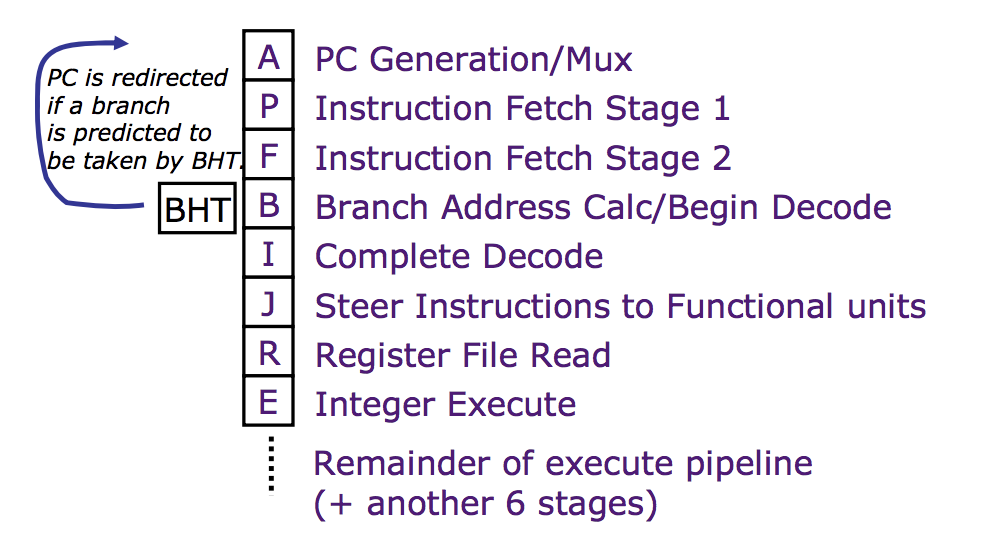 A PC Generation/Mux
PC is redirected
if a branch
is predicted to
be taken by BHT.
P Instruction Fetch Stage 1
F Instruction Fetch Stage 2
BHT
B Branch Address Calc/Begin Decode
I Complete Decode
J Steer Instructions to Functional units
R Register File Read
E Integer Execute
Remainder of execute pipeline
(+ another 6 stages)